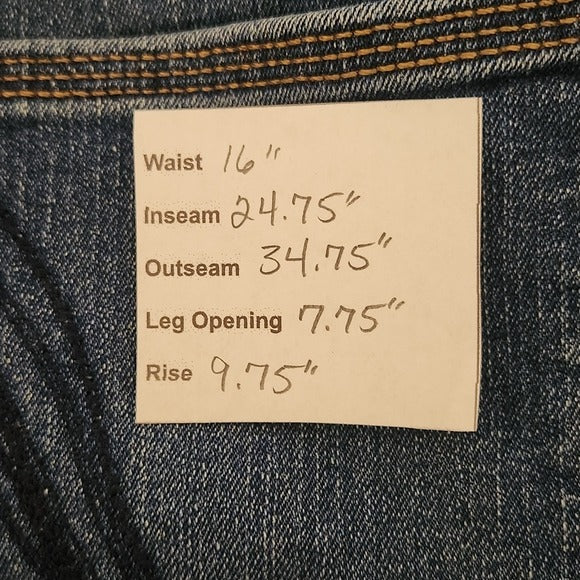 Waist 16"
Inseam 24.75"
Outseam 34.75"
Leg Opening 7.75"
Rise 9.75"